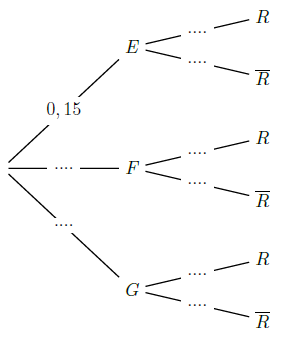 .... R
E
.... R̅
0, 15
.... R
.... F
.... R̅
....
.... R
G
.... R̅